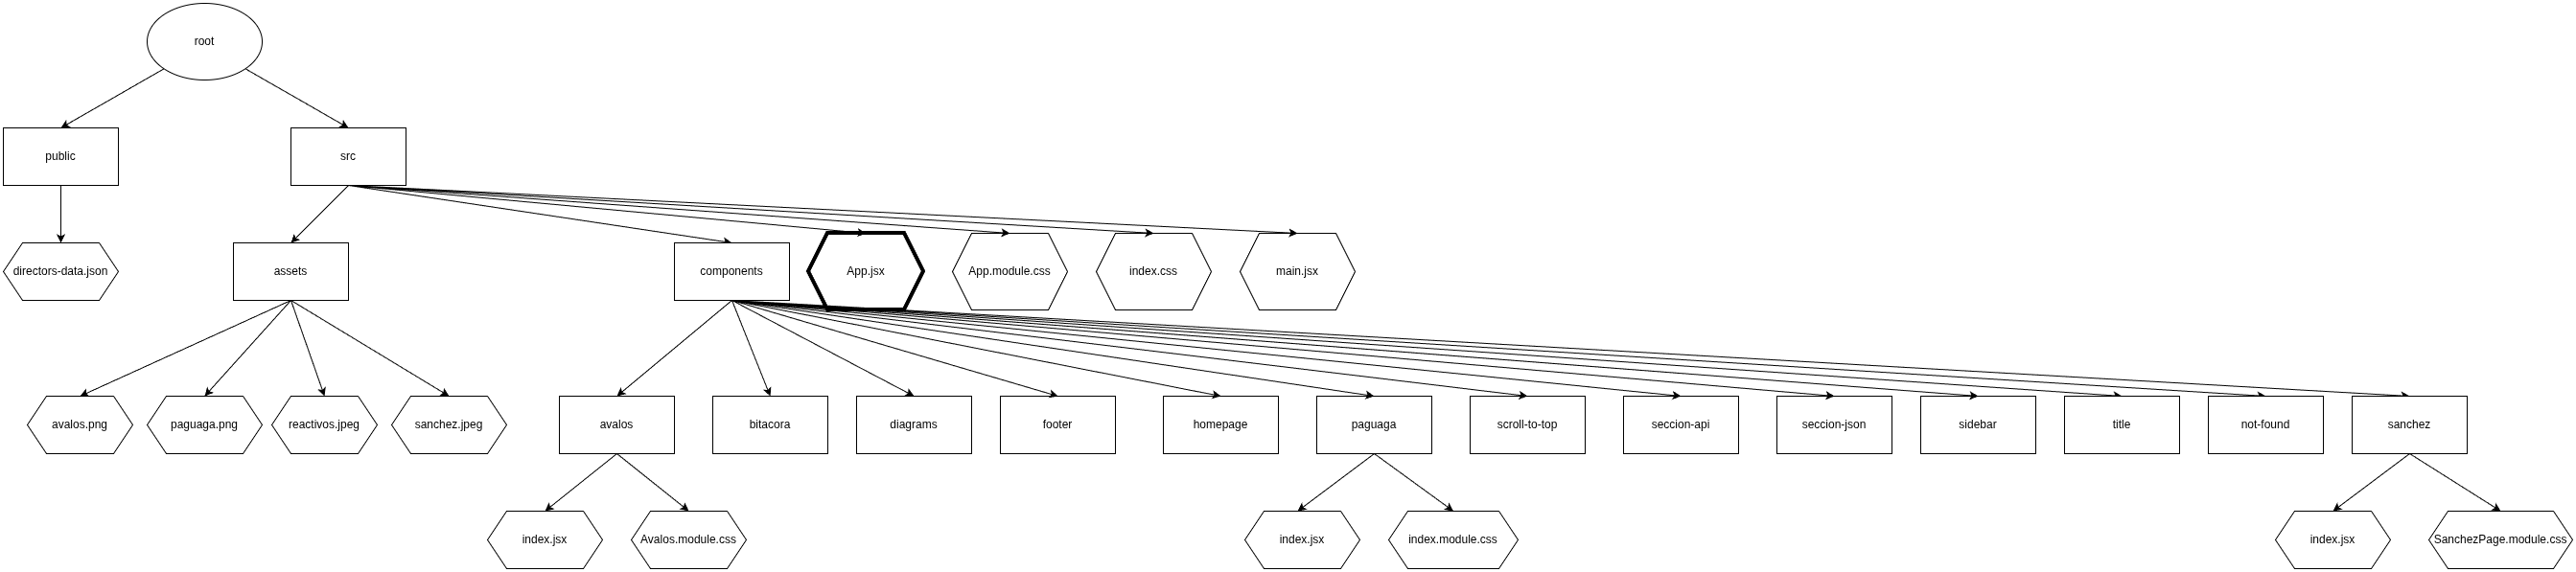 root
public
src
directors-data.json
assets
components
App.jsx
App.module.css
index.css
main.jsx
avalos.png
paguaga.png
reactivos.jpeg
sanchez.jpeg
avalos
bitacora
diagrams
footer
homepage
paguaga
scroll-to-top
seccion-api
seccion-json
sidebar
title
not-found
sanchez
index.jsx
Avalos.module.css
index.jsx
index.module.css
index.jsx
SanchezPage.module.css